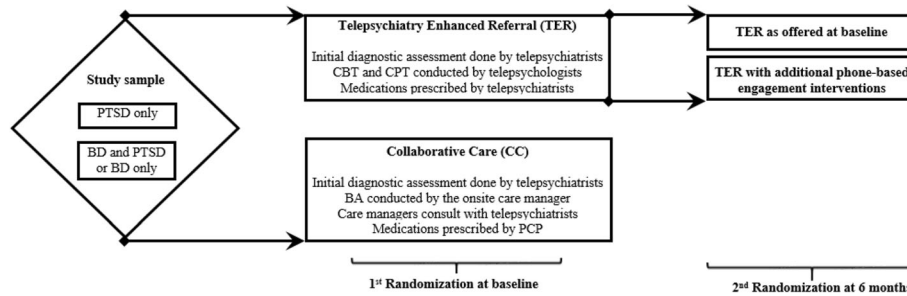 Study sample
PTSD only
BD and PTSD
or BD only
Telepsychiatry Enhanced Referral (TER)
Initial diagnostic assessment done by telepsychiatrists
CBT and CPT conducted by telepsychologists
Medications prescribed by telepsychiatrists
Collaborative Care (CC)
Initial diagnostic assessment done by telepsychiatrists
BA conducted by the onsite care manager
Care managers consult with telepsychiatrists
Medications prescribed by PCP
TER as offered at baseline
TER with additional phone-based
engagement interventions
1st Randomization at baseline
2nd Randomization at 6 months